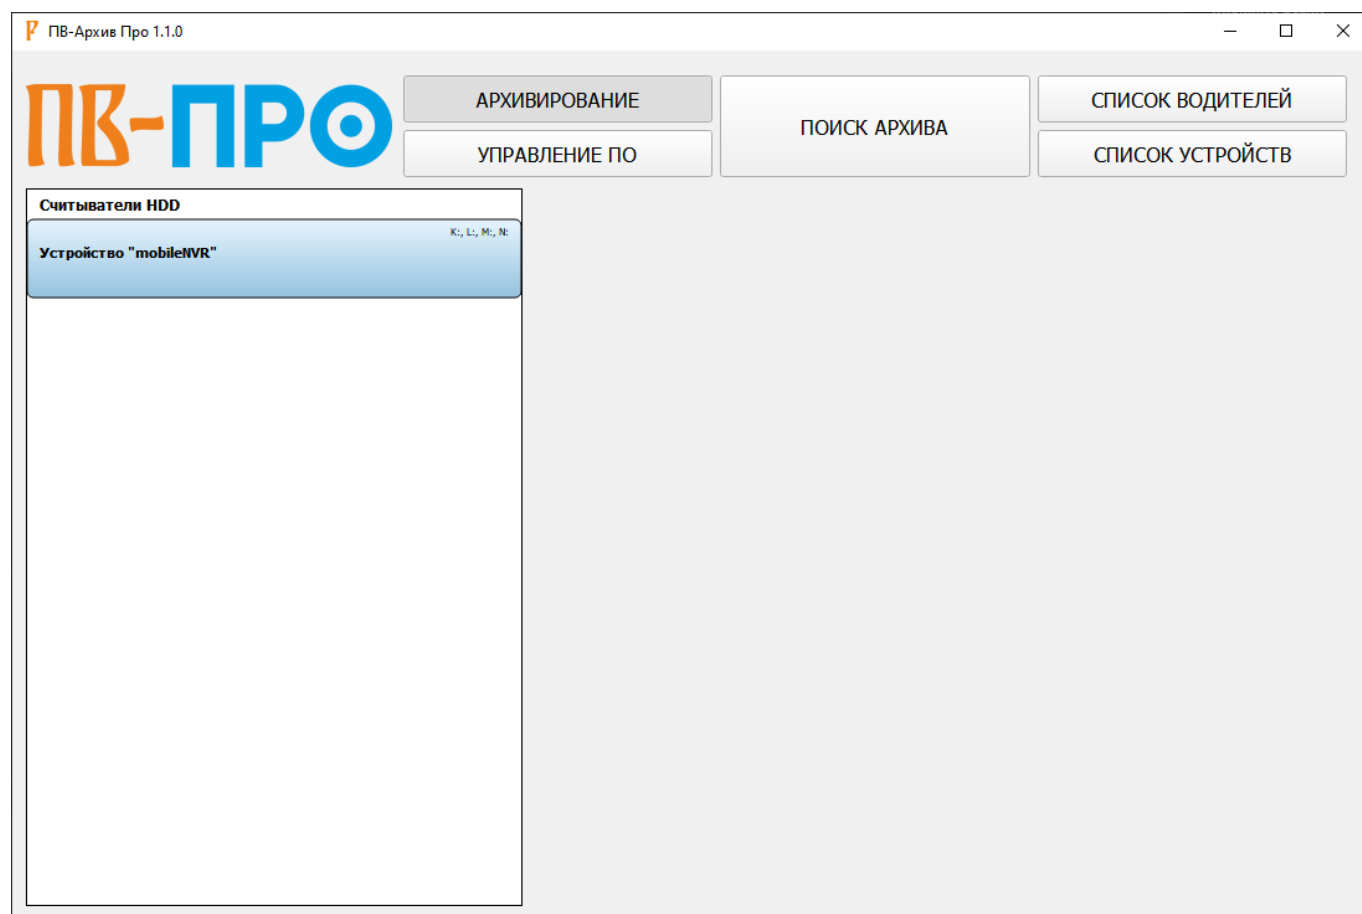 ПВ-Архив Про 1.1.0
ПВ-ПРО
АРХИВИРОВАНИЕ
УПРАВЛЕНИЕ ПО
ПОИСК АРХИВА
СПИСОК ВОДИТЕЛЕЙ
СПИСОК УСТРОЙСТВ
Считыватели HDD
K:, L:, M:, N:
Устройство "mobileNVR"